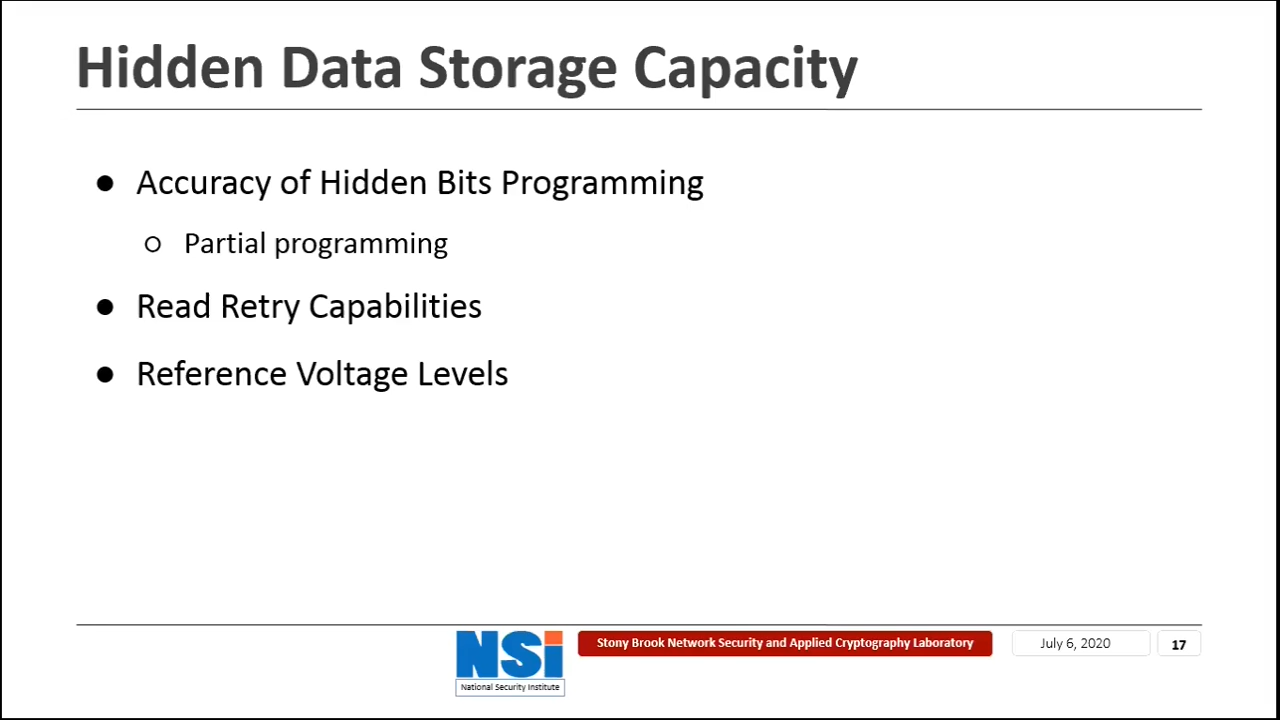 Hidden Data Storage Capacity
● Accuracy of Hidden Bits Programming
○ Partial programming
● Read Retry Capabilities
● Reference Voltage Levels
NSi
National Security Institute
Stony Brook Network Security and Applied Cryptography Laboratory
July 6, 2020
17